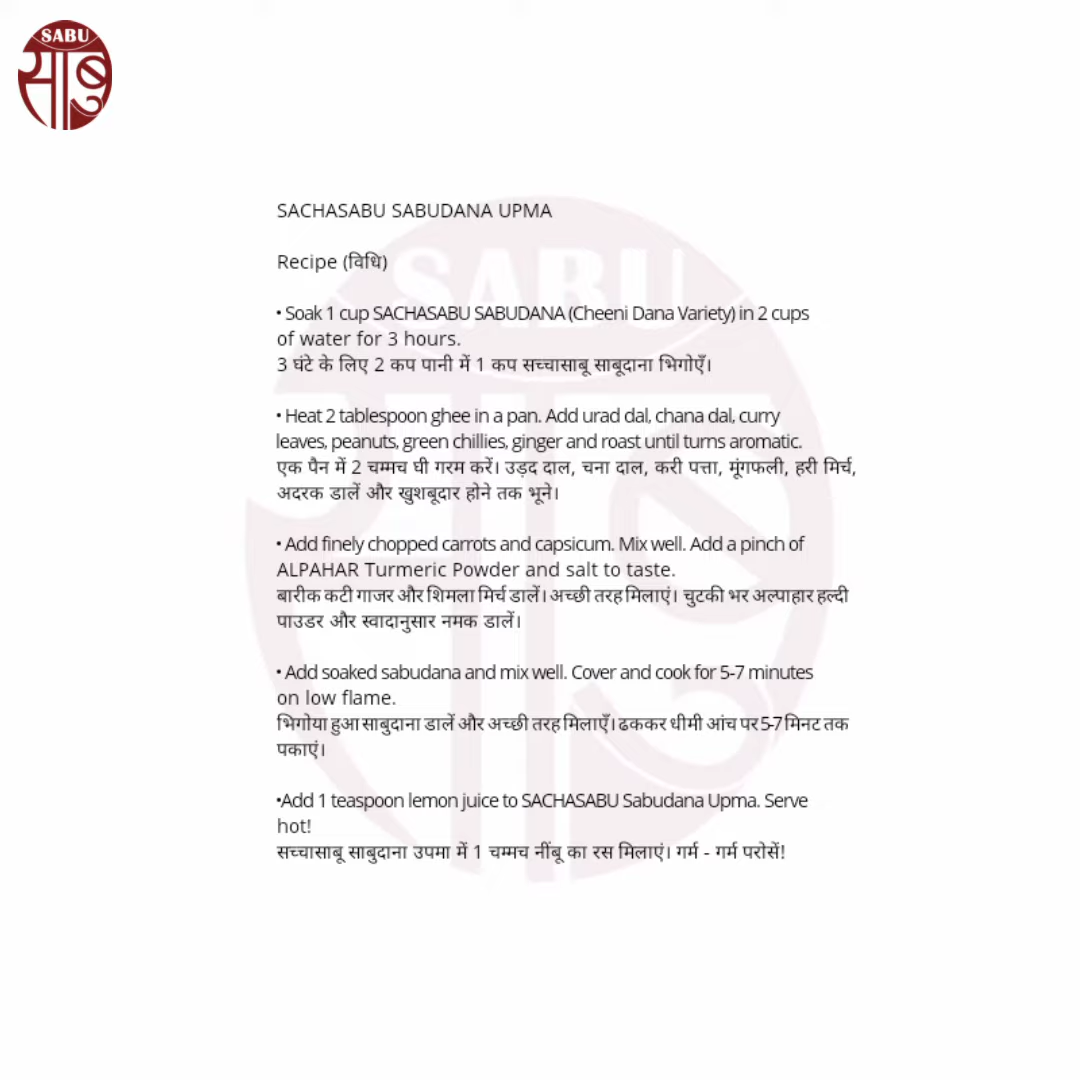 SABU
साबु
SACHASABU SABUDANA UPMA
Recipe (विधि)
• Soak 1 cup SACHASABU SABUDANA (Cheeni Dana Variety) in 2 cups
of water for 3 hours.
3 घंटे के लिए 2 कप पानी में 1 कप सच्चासाबू साबूदाना भिगोएँ।
• Heat 2 tablespoon ghee in a pan. Add urad dal, chana dal, curry
leaves, peanuts, green chillies, ginger and roast until turns aromatic.
एक पैन में 2 चम्मच घी गरम करें। उड़द दाल, चना दाल, करी पत्ता, मूंगफली, हरी मिर्च,
अदरक डालें और खुशबूदार होने तक भूने।
• Add finely chopped carrots and capsicum. Mix well. Add a pinch of
ALPAHAR Turmeric Powder and salt to taste.
बारीक कटी गाजर और शिमला मिर्च डालें। अच्छी तरह मिलाएं। चुटकी भर अल्पाहार हल्दी
पाउडर और स्वादानुसार नमक डालें।
• Add soaked sabudana and mix well. Cover and cook for 5-7 minutes
on low flame.
भिगोया हुआ साबुदाना डालें और अच्छी तरह मिलाएँ। ढककर धीमी आंच पर 5-7 मिनट तक
पकाएं।
•Add 1 teaspoon lemon juice to SACHASABU Sabudana Upma. Serve
hot!
सच्चासाबू साबुदाना उपमा में 1 चम्मच नींबू का रस मिलाएं। गर्म - गर्म परोसें!